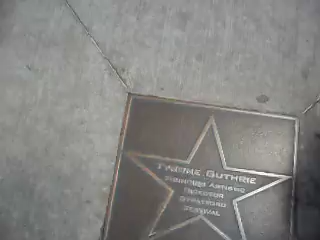 TYRONE GUTHRIE
FOUNDING ARTISTIC
DIRECTOR
STRATFORD
FESTIVAL